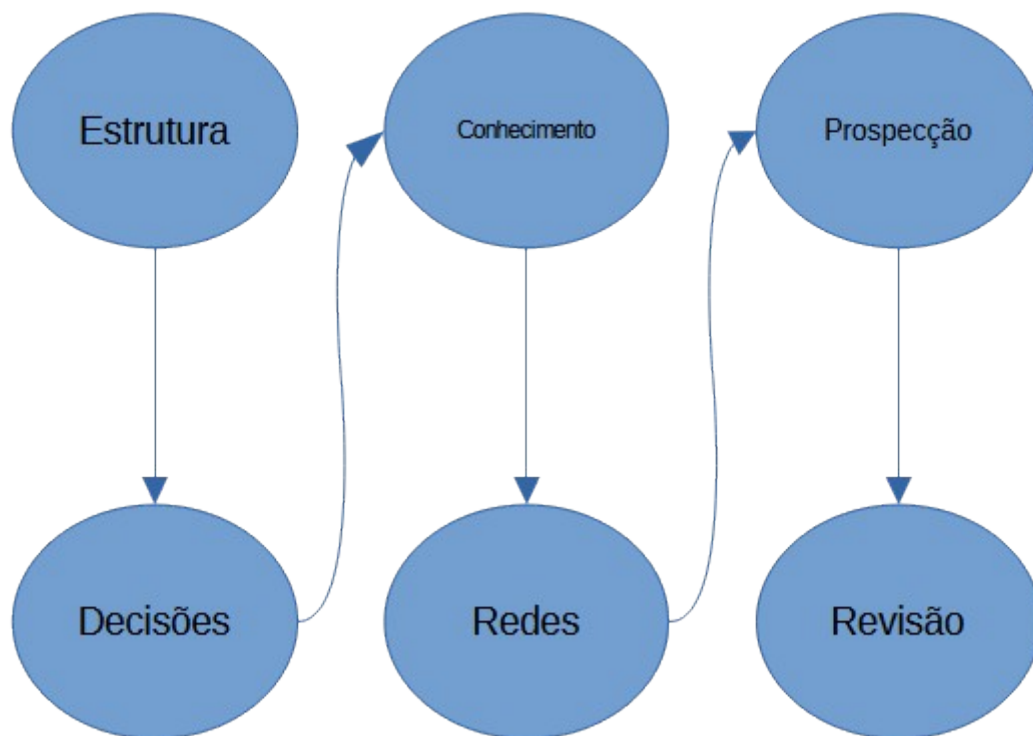 Estrutura
Conhecimento
Prospecção
Decisões
Redes
Revisão